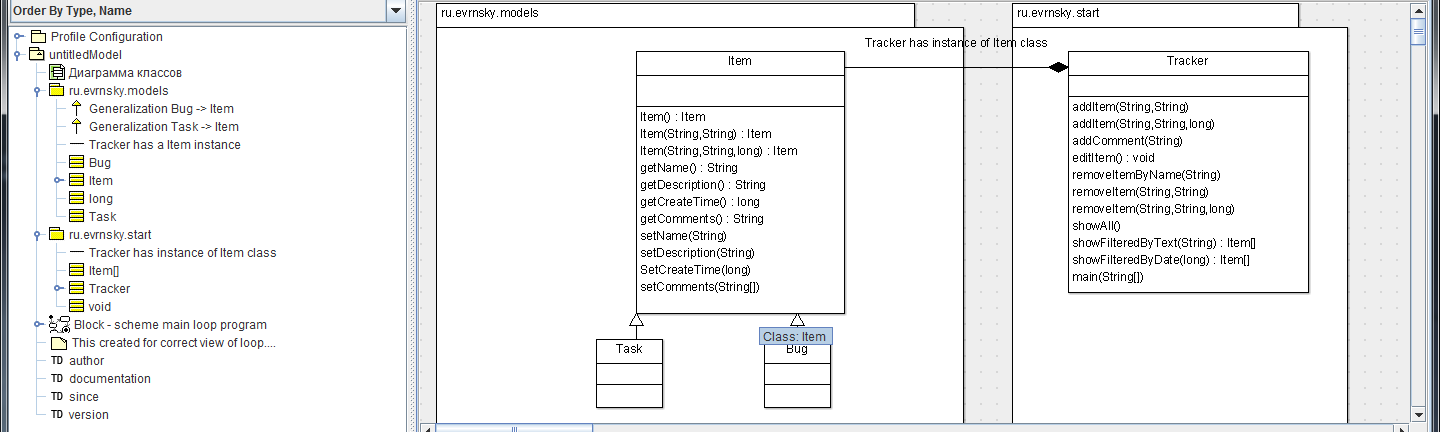 Order By Type, Name
Profile Configuration
untitledModel
Диаграмма классов
ru.evrnsky.models
Generalization Bug -> Item
Generalization Task -> Item
Tracker has a Item instance
Bug
Item
long
Task
ru.evrnsky.start
Tracker has instance of Item class
Item[]
Tracker
void
Block - scheme main loop program
This created for correct view of loop....
TD author
TD documentation
TD since
TD version
ru.evrnsky.models
Item
Item() : Item
Item(String,String) : Item
Item(String,String,long) : Item
getName() : String
getDescription() : String
getCreateTime() : long
getComments() : String
setName(String)
setDescription(String)
SetCreateTime(long)
setComments(String[])
Task
Class: Item
Bug
Tracker has instance of Item class
ru.evrnsky.start
Tracker
addItem(String,String)
addItem(String,String,long)
addComment(String)
editItem() : void
removeItemByName(String)
removeItem(String,String)
removeItem(String,String,long)
showAll()
showFilteredByText(String) : Item[]
showFilteredByDate(long) : Item[]
main(String[])